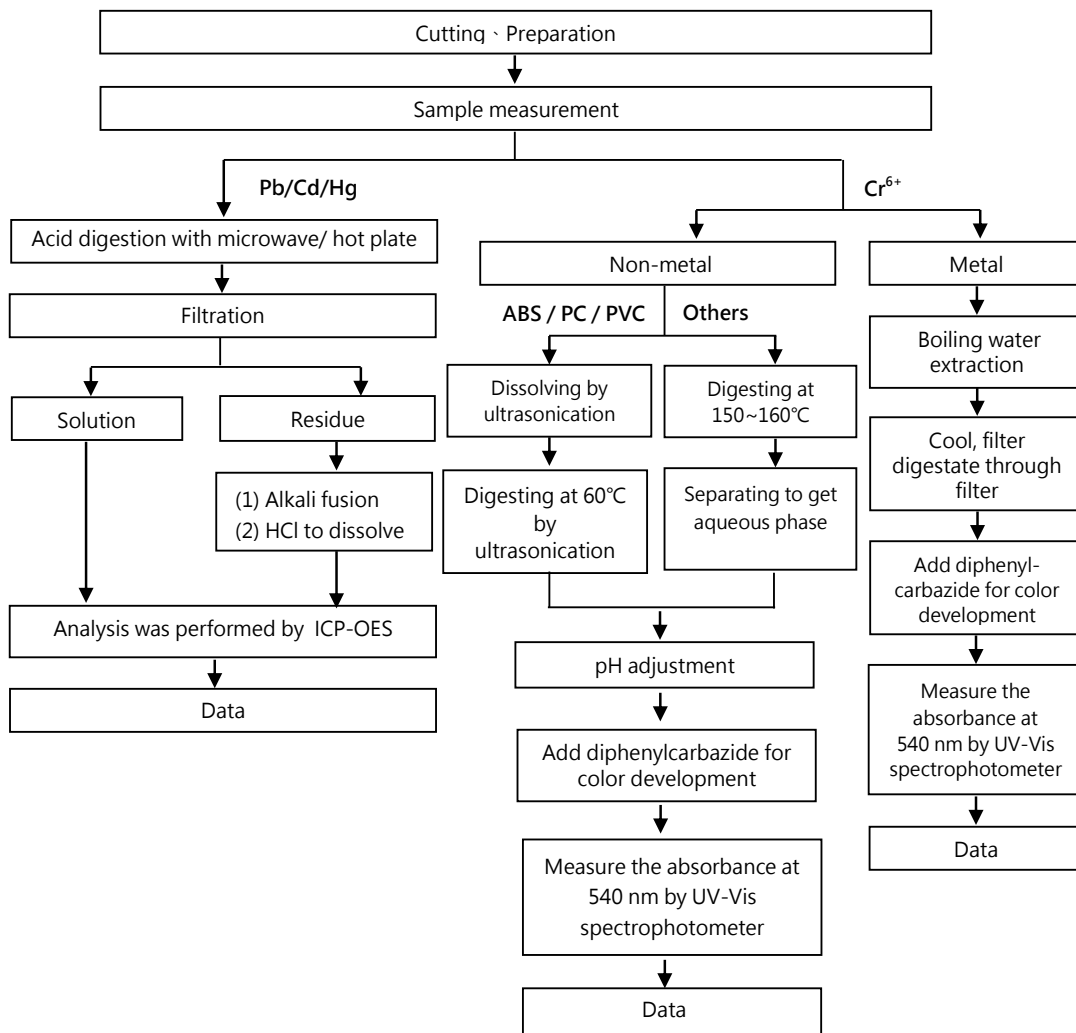 Cutting、Preparation
Sample measurement
Pb/Cd/Hg
Acid digestion with microwave/ hot plate
Filtration
Solution
Residue
(1) Alkali fusion
(2) HCl to dissolve
Analysis was performed by ICP-OES
Data
Cr⁶⁺
Non-metal
ABS / PC / PVC
Others
Dissolving by
ultrasonication
Digesting at 60℃
by
ultrasonication
Digesting at
150~160℃
Separating to get
aqueous phase
pH adjustment
Add diphenylcarbazide for
color development
Measure the absorbance at
540 nm by UV-Vis
spectrophotometer
Data
Metal
Boiling water
extraction
Cool, filter
digestate through
filter
Add diphenyl-
carbazide for color
development
Measure the
absorbance at
540 nm by UV-Vis
spectrophotometer
Data